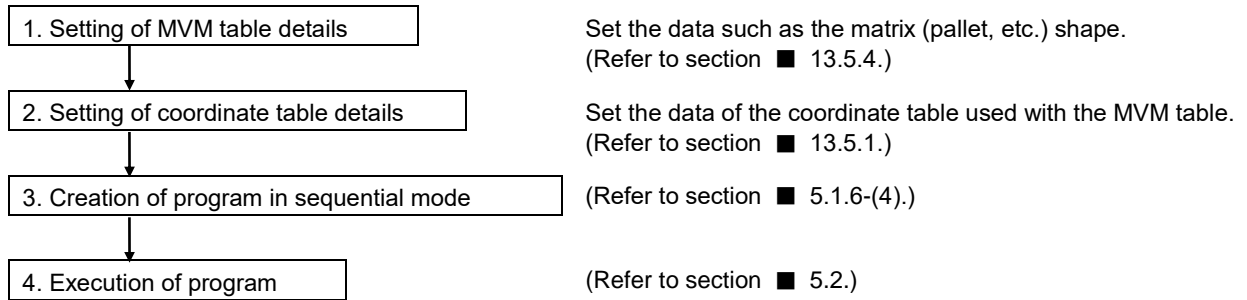 1. Setting of MVM table details
Set the data such as the matrix (pallet, etc.) shape.
(Refer to section ■ 13.5.4.)
2. Setting of coordinate table details
Set the data of the coordinate table used with the MVM table.
(Refer to section ■ 13.5.1.)
3. Creation of program in sequential mode
(Refer to section ■ 5.1.6-(4).)
4. Execution of program
(Refer to section ■ 5.2.)